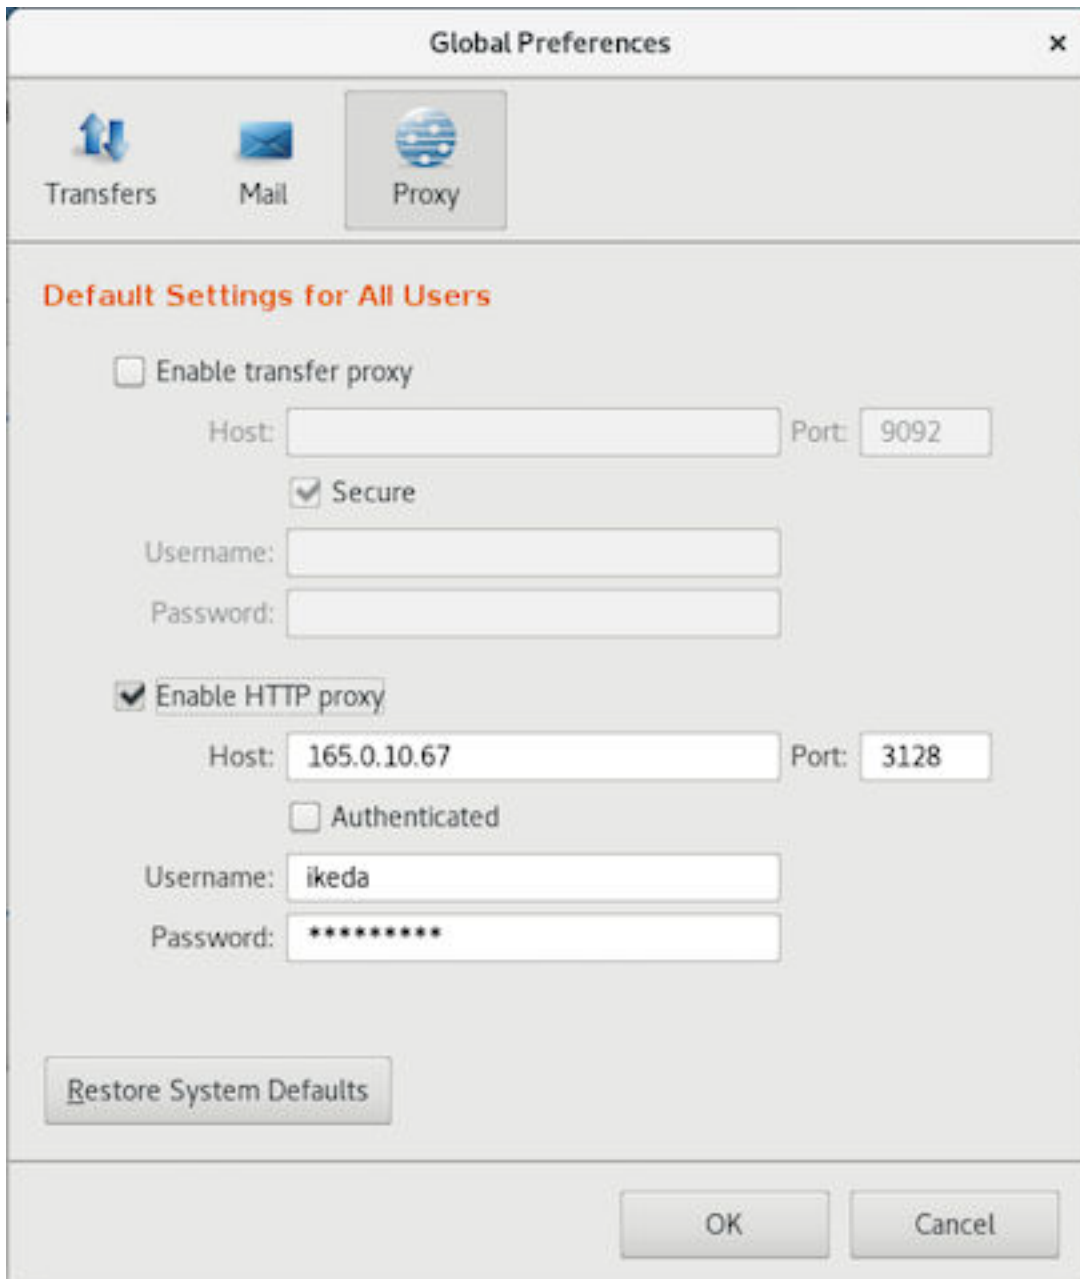 Global Preferences
Transfers Mail Proxy
Default Settings for All Users
Enable transfer proxy
Host: Port: 9092
Secure
Username:
Password:
Enable HTTP proxy
Host: 165.0.10.67 Port: 3128
Authenticated
Username: ikeda
Password: *********
Restore System Defaults
OK Cancel